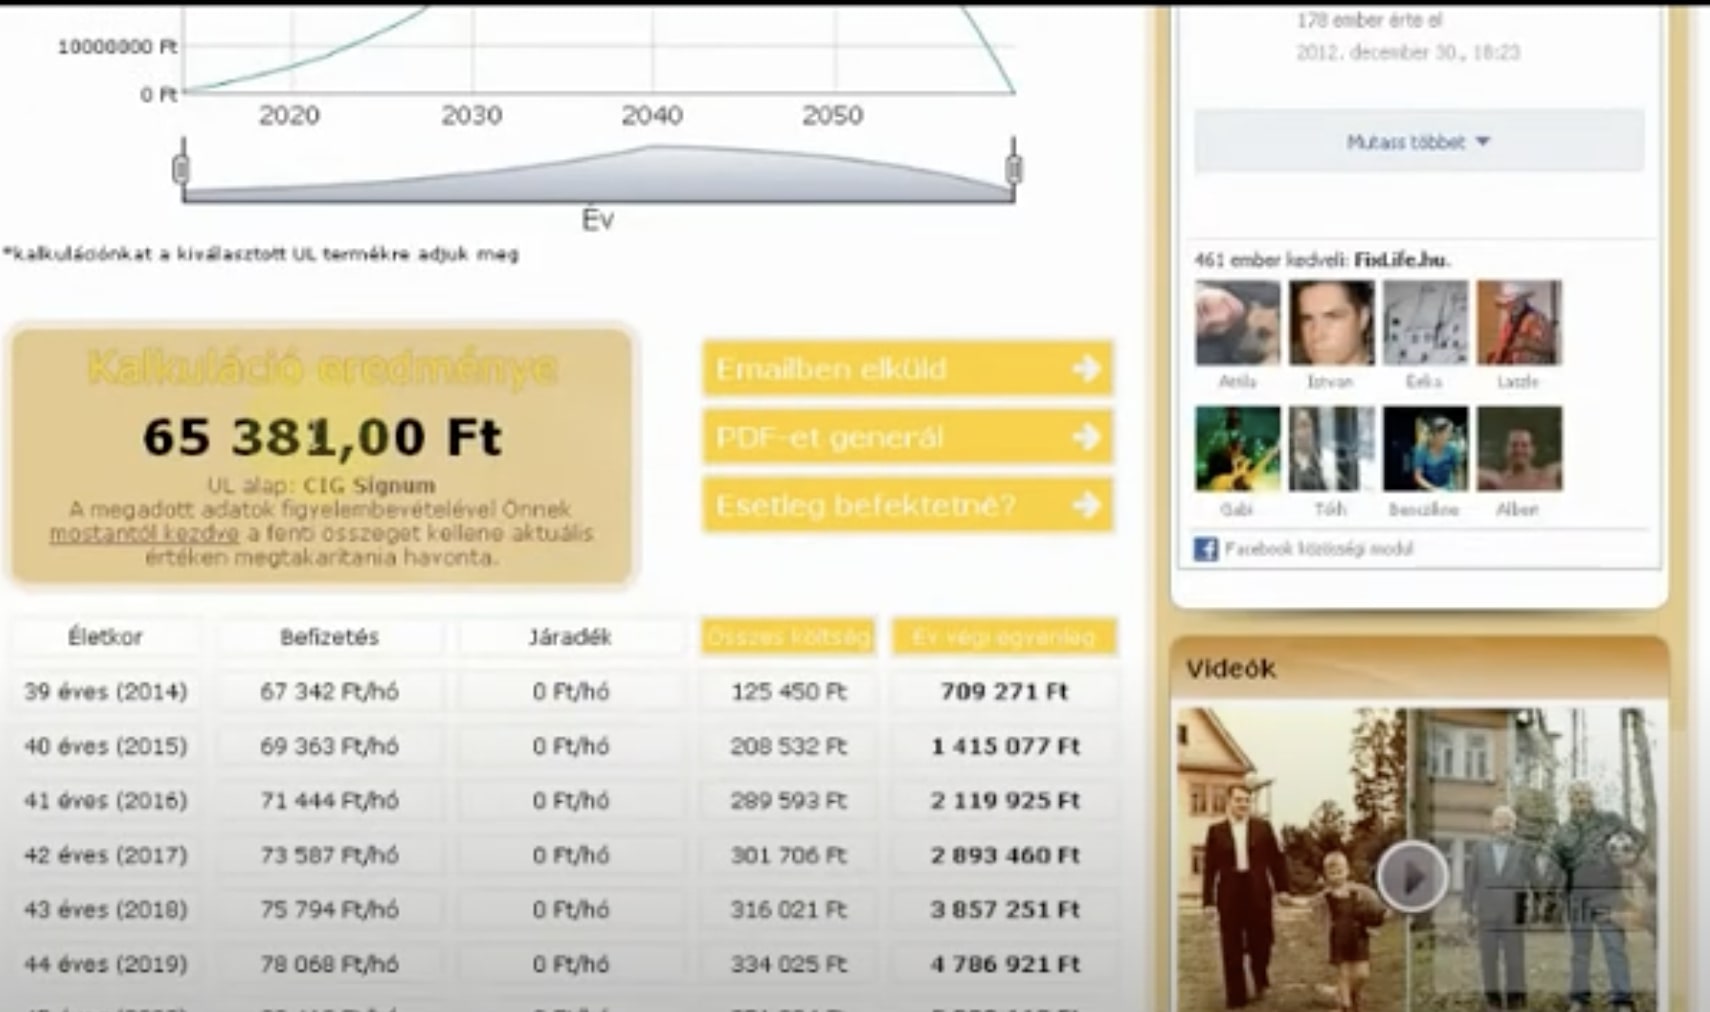 10000000 Ft
0 Ft
2020 2030 2040 2050
Év
*kalkulációnkat a kiválasztott UL termékre adjuk meg
Kalkuláció eredménye
65 381,00 Ft
UL alap: CIG Signum
A megadott adatok figyelembevételével Önnek
mostantól kezdve a fenti összeget kellene aktuális
értéken megtakarítania havonta.
Emailben elküld
PDF-et generál
Esetleg befektetné?
Életkor Befizetés Járadék Összes költség Év végi egyenleg
39 éves (2014) 67 342 Ft/hó 0 Ft/hó 125 450 Ft 709 271 Ft
40 éves (2015) 69 363 Ft/hó 0 Ft/hó 208 532 Ft 1 415 077 Ft
41 éves (2016) 71 444 Ft/hó 0 Ft/hó 289 593 Ft 2 119 925 Ft
42 éves (2017) 73 587 Ft/hó 0 Ft/hó 301 706 Ft 2 893 460 Ft
43 éves (2018) 75 794 Ft/hó 0 Ft/hó 316 021 Ft 3 857 251 Ft
44 éves (2019) 78 068 Ft/hó 0 Ft/hó 334 025 Ft 4 786 921 Ft
178 ember érte el
2012. december 30., 18:23
Mutass többet
461 ember kedveli: FixLife.hu.
Attila Istvan Erika Laszlo
Gabi Tóth Benczikne Albert
Facebook közösségi modul
Videók